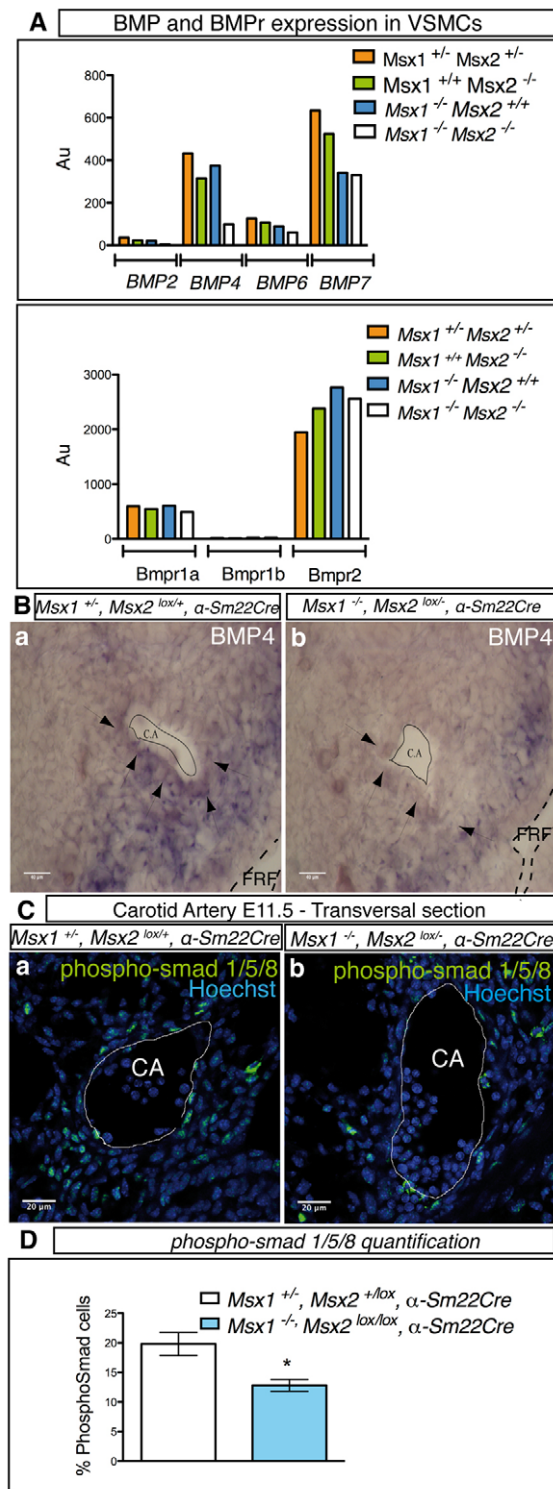 A BMP and BMPr expression in VSMCs
Msx1 +/- Msx2 +/-
Msx1 +/+ Msx2 -/-
Msx1 -/- Msx2 +/+
Msx1 -/- Msx2 -/-
800
600
400
200
0
Au
BMP2 BMP4 BMP6 BMP7
Msx1 +/- Msx2 +/-
Msx1 +/+ Msx2 -/-
Msx1 -/- Msx2 +/+
Msx1 -/- Msx2 -/-
3000
2000
1000
0
Au
Bmpr1a Bmpr1b Bmpr2
B Msx1 +/-, Msx2 lox/+, α-Sm22Cre Msx1 -/-, Msx2 lox/-, α-Sm22Cre
a BMP4 b BMP4
C.A C.A
FRF FRF
C Carotid Artery E11.5 - Transversal section
Msx1 +/-, Msx2 lox/+, α-Sm22Cre Msx1 -/-, Msx2 lox/-, α-Sm22Cre
a phospho-smad 1/5/8 b phospho-smad 1/5/8
Hoechst Hoechst
CA CA
20 µm 20 µm
D phospho-smad 1/5/8 quantification
Msx1 +/-, Msx2 +/lox, α-Sm22Cre
Msx1 -/-, Msx2 lox/lox, α-Sm22Cre
25
20
15
10
5
0
% PhosphoSmad cells
*